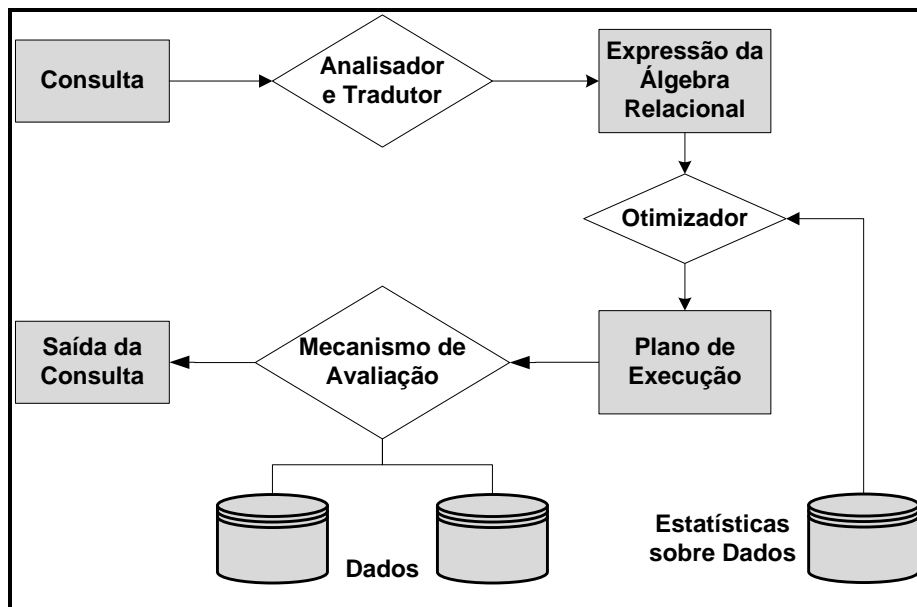 Consulta
Analisador
e Tradutor
Expressão da
Álgebra
Relacional
Otimizador
Saída da
Consulta
Mecanismo de
Avaliação
Plano de
Execução
Dados
Estatísticas
sobre Dados